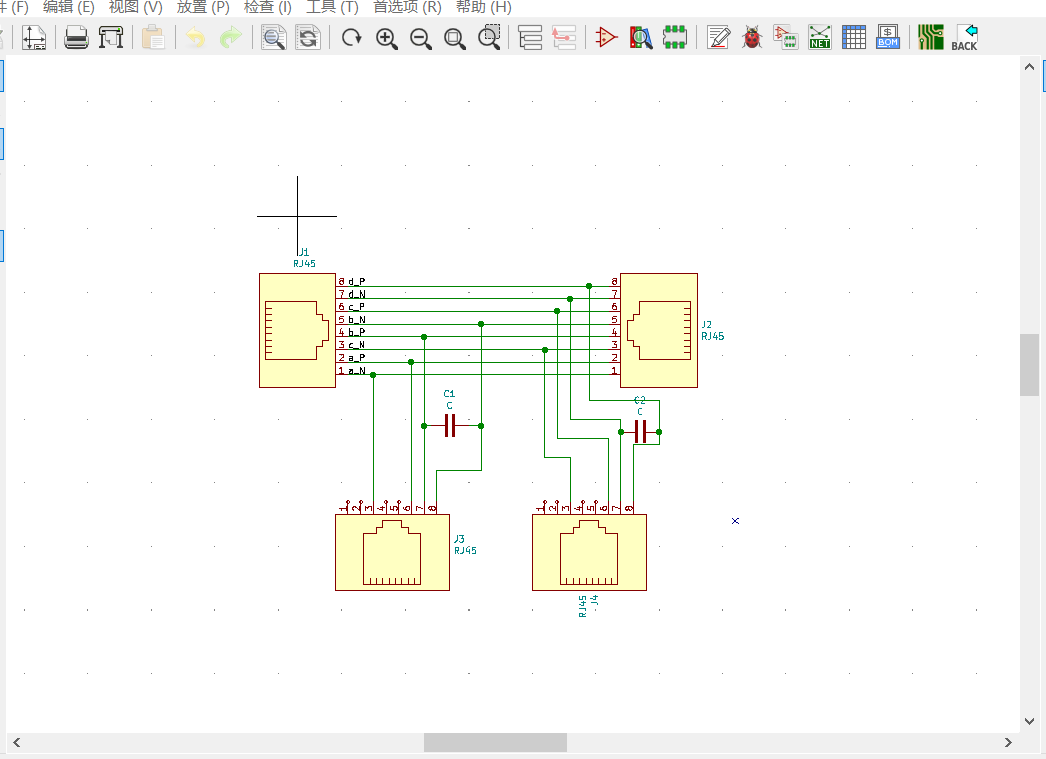 件 (F) 编辑 (E) 视图 (V) 放置 (P) 检查 (I) 工具 (T) 首选项 (R) 帮助 (H)
NET
$
BOM
BACK
J1
RJ45
8 d_P
7 d_N
6 c_P
5 b_N
4 b_P
3 c_N
2 a_P
1 a_N
8
7
6
5
4
3
2
1
J2
RJ45
C1
C
C2
C
1 2 3 4 5 6 7 8
J3
RJ45
1 2 3 4 5 6 7 8
RJ45
J4